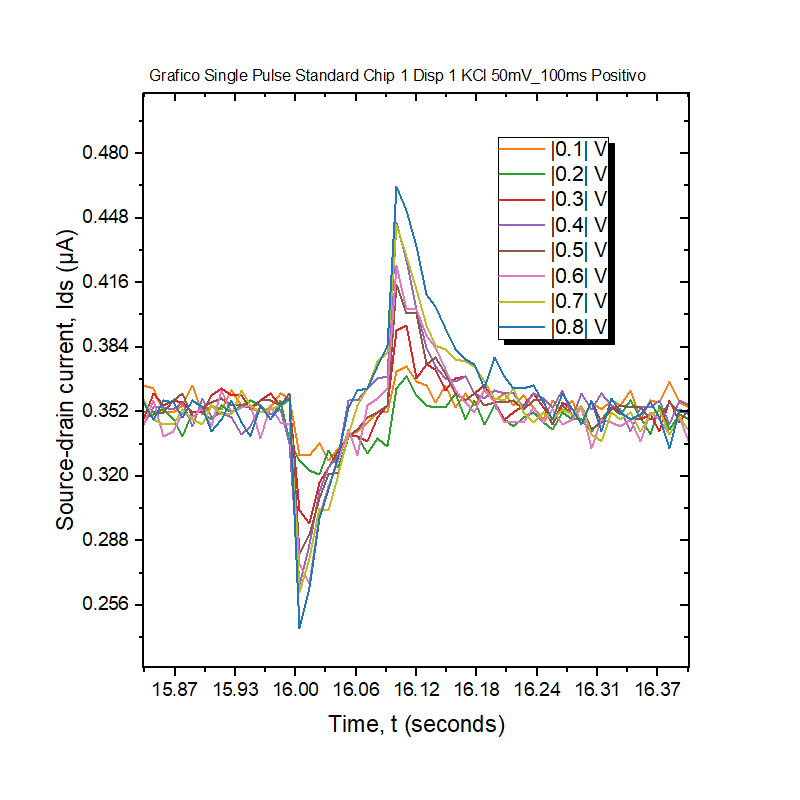 Grafico Single Pulse Standard Chip 1 Disp 1 KCl 50mV_100ms Positivo
|0.1| V
|0.2| V
|0.3| V
|0.4| V
|0.5| V
|0.6| V
|0.7| V
|0.8| V
0.480
0.448
0.416
0.384
0.352
0.320
0.288
0.256
Source-drain current, Ids (μA)
15.87 15.93 16.00 16.06 16.12 16.18 16.24 16.31 16.37
Time, t (seconds)